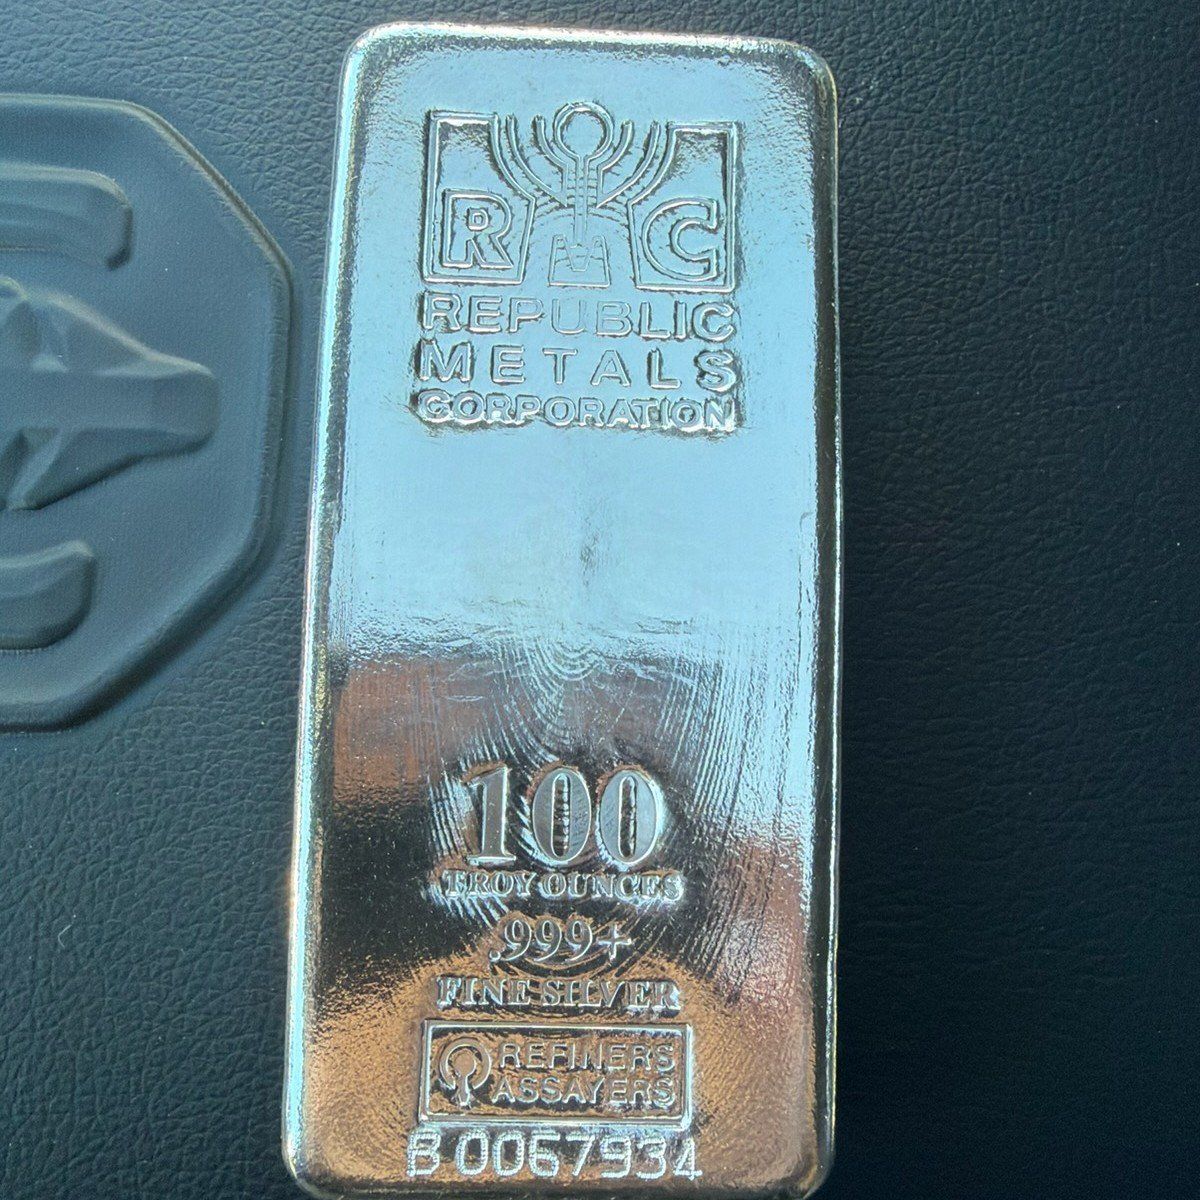 R C
REPUBLIC
METALS
CORPORATION
100
TROY OUNCES
.999+
FINE SILVER
REFINERS
ASSAYERS
B 0067934